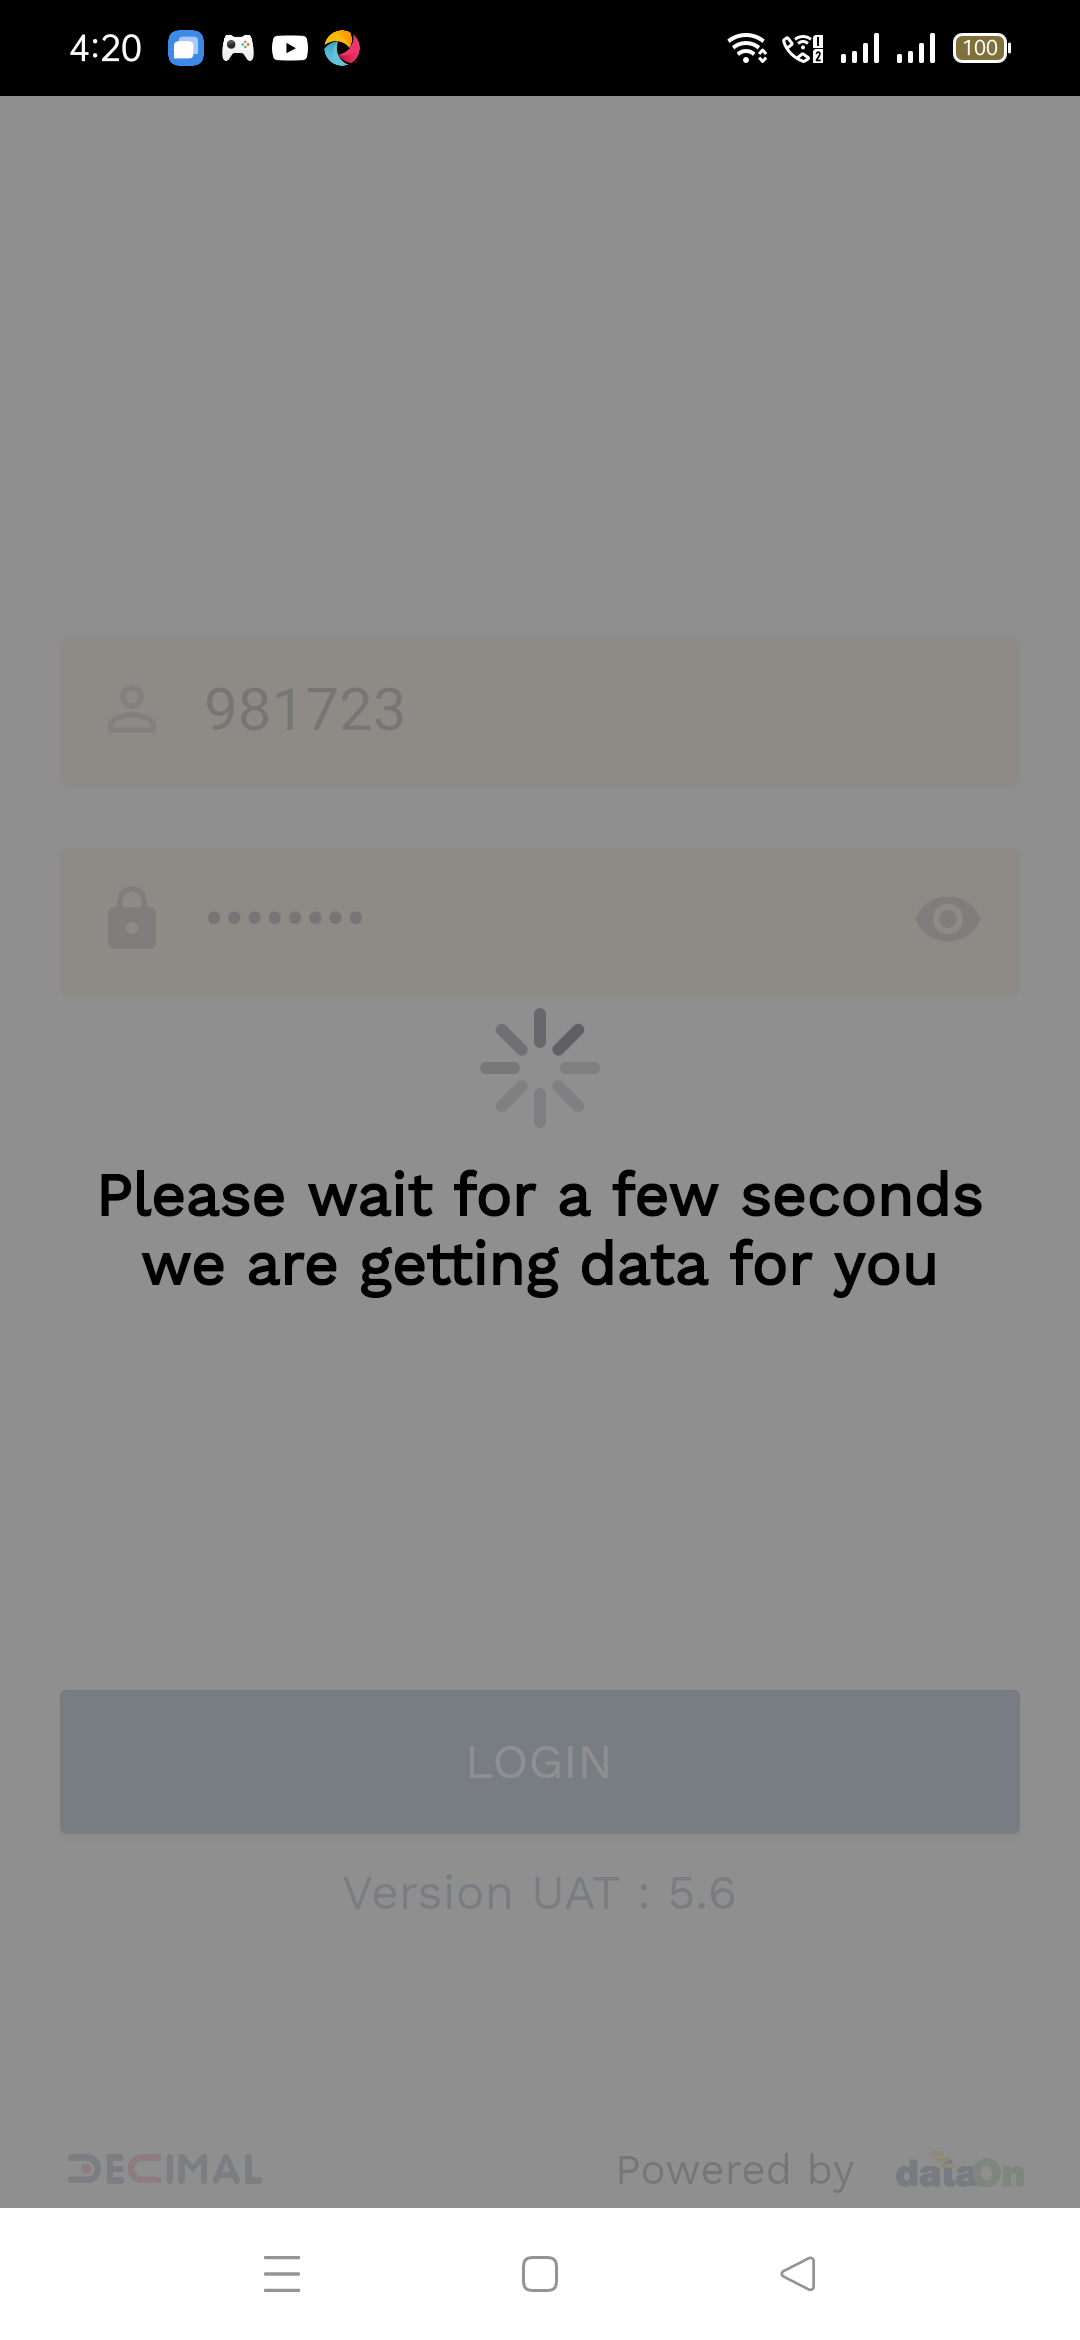 4:20
100
981723
Please wait for a few seconds
we are getting data for you
LOGIN
Version UAT : 5.6
DECIMAL
Powered by dataOn